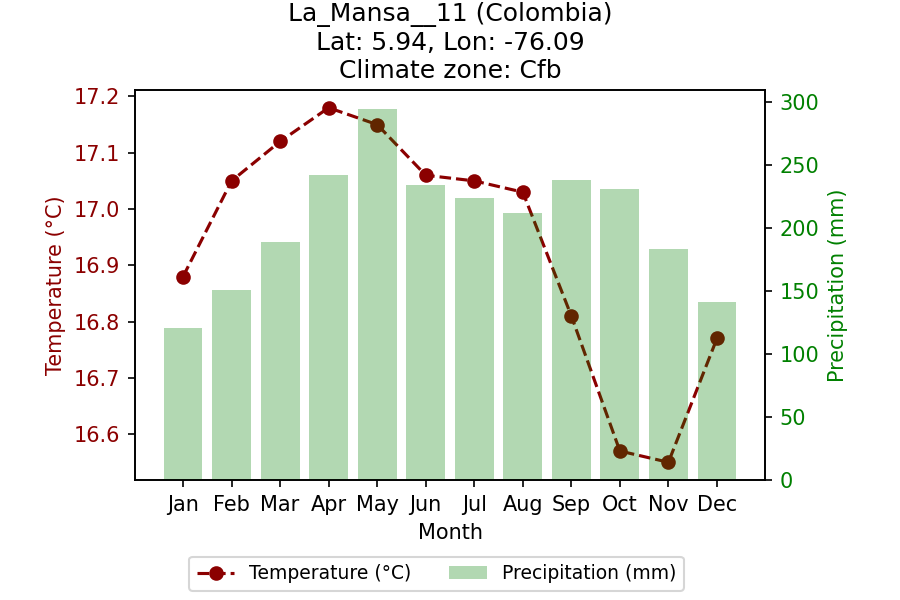 La_Mansa__11 (Colombia)
Lat: 5.94, Lon: -76.09
Climate zone: Cfb
Temperature (°C)
17.2
17.1
17.0
16.9
16.8
16.7
16.6
300
250
200
150
100
50
0
Precipitation (mm)
Jan Feb Mar Apr May Jun Jul Aug Sep Oct Nov Dec
Month
Temperature (°C) Precipitation (mm)